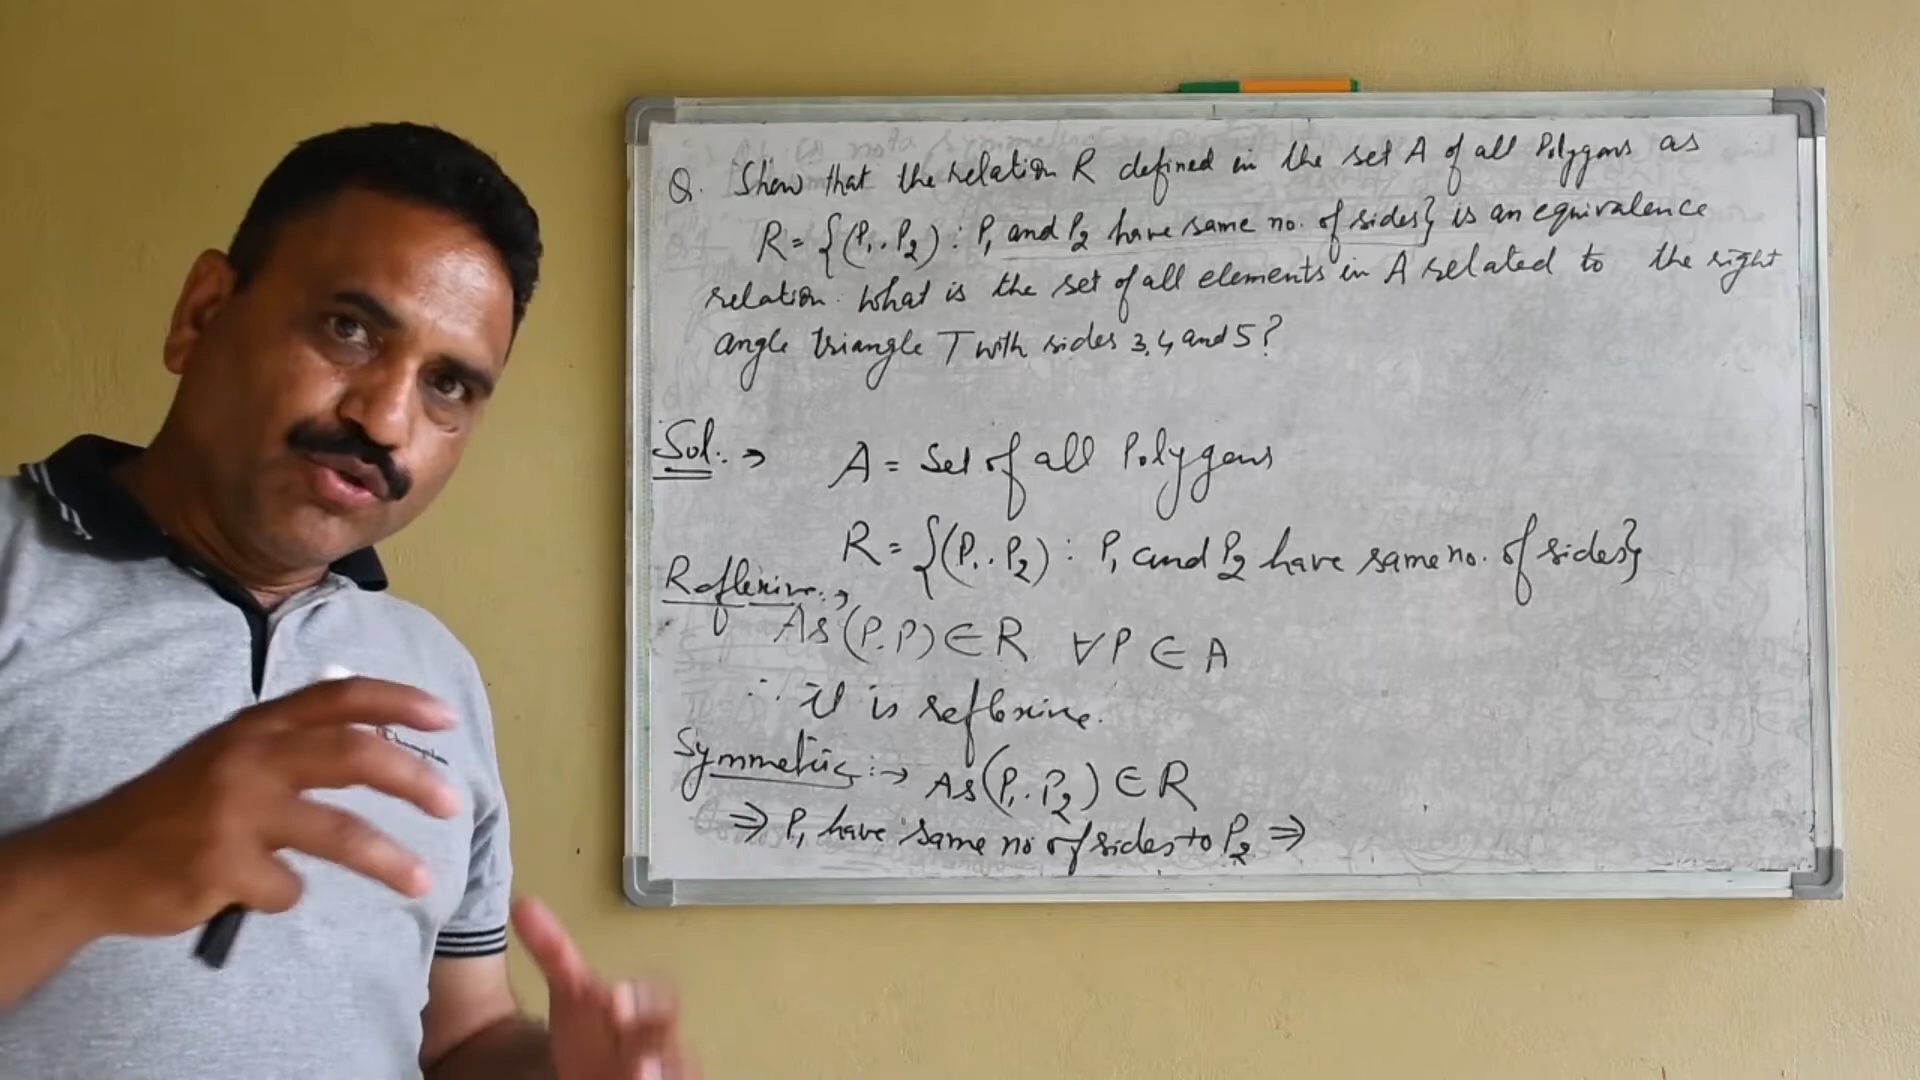 Q. Show that the relation R defined in the set A of all Polygons as
R = {(P₁, P₂) : P₁ and P₂ have same no. of sides} is an equivalence
relation. What is the set of all elements in A related to the right
angle triangle T with sides 3, 4 and 5?
Sol. :→ A = Set of all Polygons
R = {(P₁, P₂) : P₁ and P₂ have same no. of sides}
Reflexive :→
As (P, P) ∈ R ∀ P ∈ A
∴ it is reflexive.
Symmetric :→ As (P₁, P₂) ∈ R
⇒ P₁ have same no of sides to P₂ ⇒
Champion